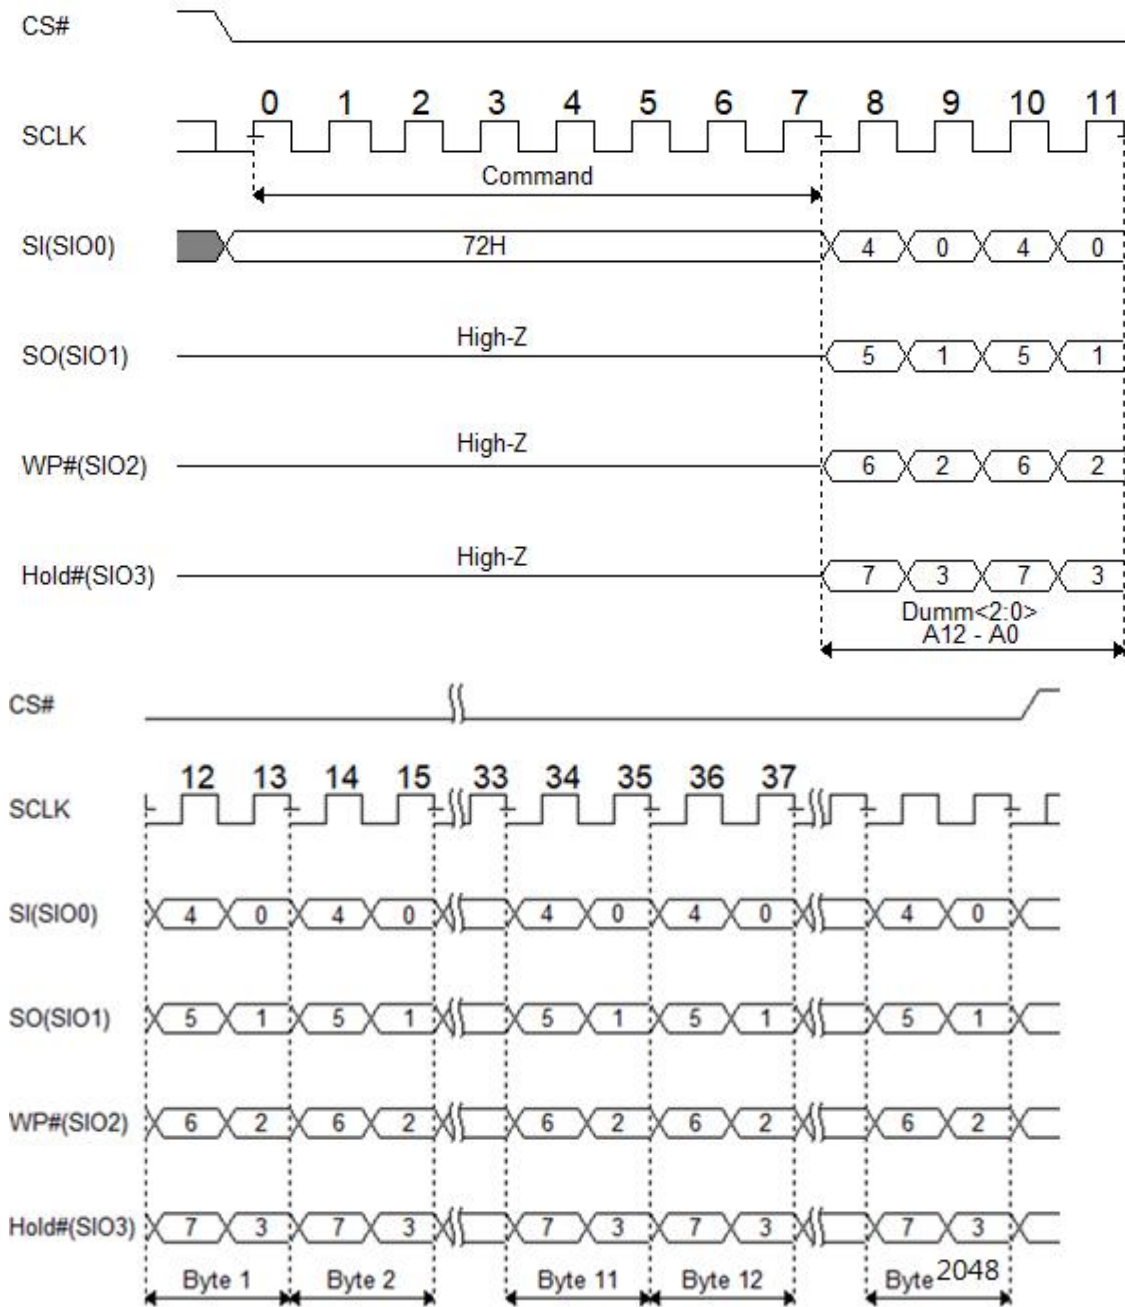 CS#
0 1 2 3 4 5 6 7 8 9 10 11
SCLK
Command
SI(SIO0) 72H 4 0 4 0
High-Z
SO(SIO1) 5 1 5 1
High-Z
WP#(SIO2) 6 2 6 2
High-Z
Hold#(SIO3) 7 3 7 3
Dumm<2:0>
A12 - A0
CS#
12 13 14 15 33 34 35 36 37
SCLK
SI(SIO0) 4 0 4 0 4 0 4 0 4 0
SO(SIO1) 5 1 5 1 5 1 5 1 5 1
WP#(SIO2) 6 2 6 2 6 2 6 2 6 2
Hold#(SIO3) 7 3 7 3 7 3 7 3 7 3
Byte 1 Byte 2 Byte 11 Byte 12 Byte 2048